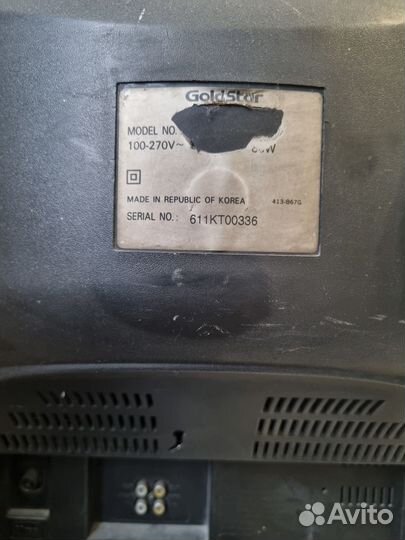 GoldStar
MODEL NO.
100-270V~ W
MADE IN REPUBLIC OF KOREA 413-867G
SERIAL NO.: 611KT00336
Avito